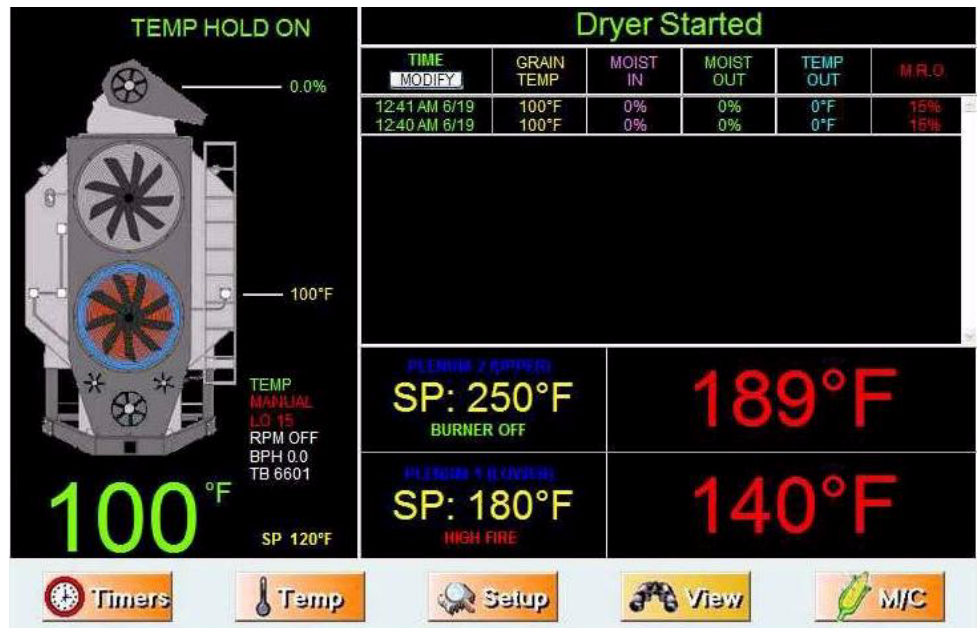 TEMP HOLD ON
0.0%
100°F
TEMP
MANUAL
LO 15
RPM OFF
BPH 0.0
TB 6601
100°F
SP 120°F
Dryer Started
TIME MODIFY GRAIN TEMP MOIST IN MOIST OUT TEMP OUT M.R.O.
12:41 AM 6/19 100°F 0% 0% 0°F 15%
12:40 AM 6/19 100°F 0% 0% 0°F 15%
PLENUM 2 (UPPER)
SP: 250°F
BURNER OFF
189°F
PLENUM 1 (LOWER)
SP: 180°F
HIGH FIRE
140°F
Timers Temp Setup View M/C